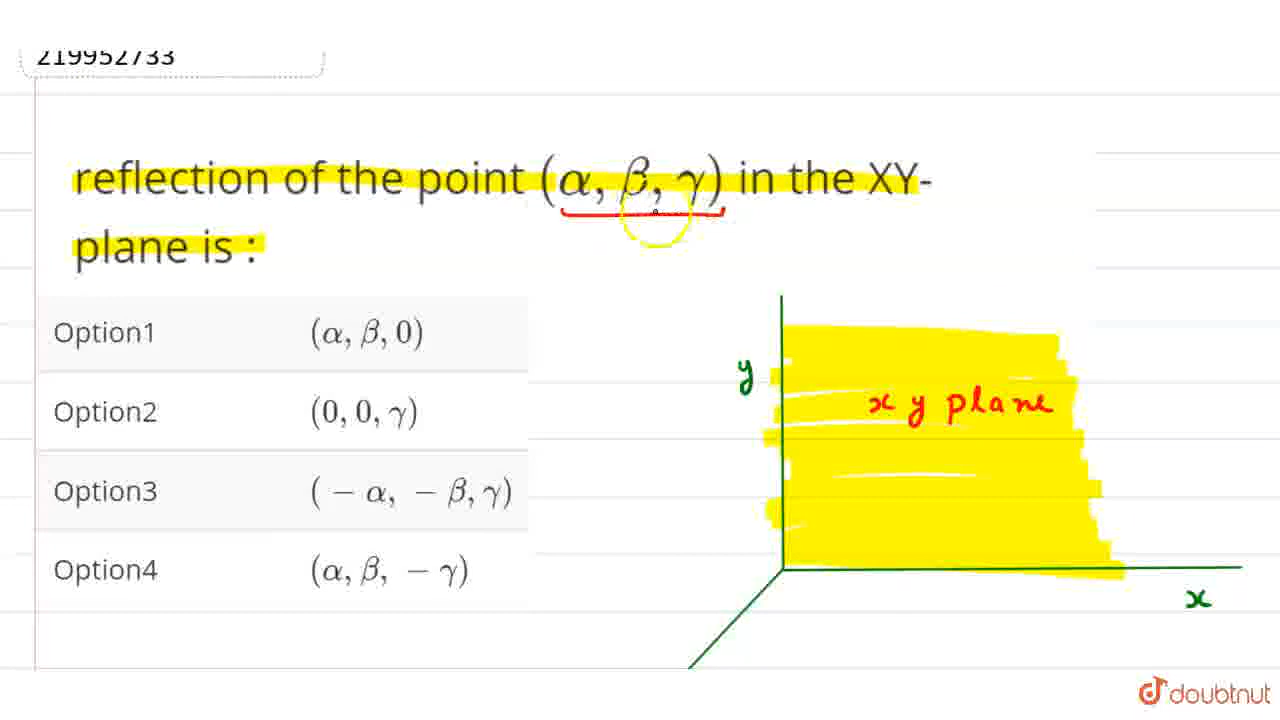 219952733
reflection of the point (α, β, γ) in the XY-
plane is :
Option1 (α, β, 0)
Option2 (0, 0, γ)
Option3 ( − α, − β, γ)
Option4 (α, β, − γ)
y
x y plane
x
doubtnut